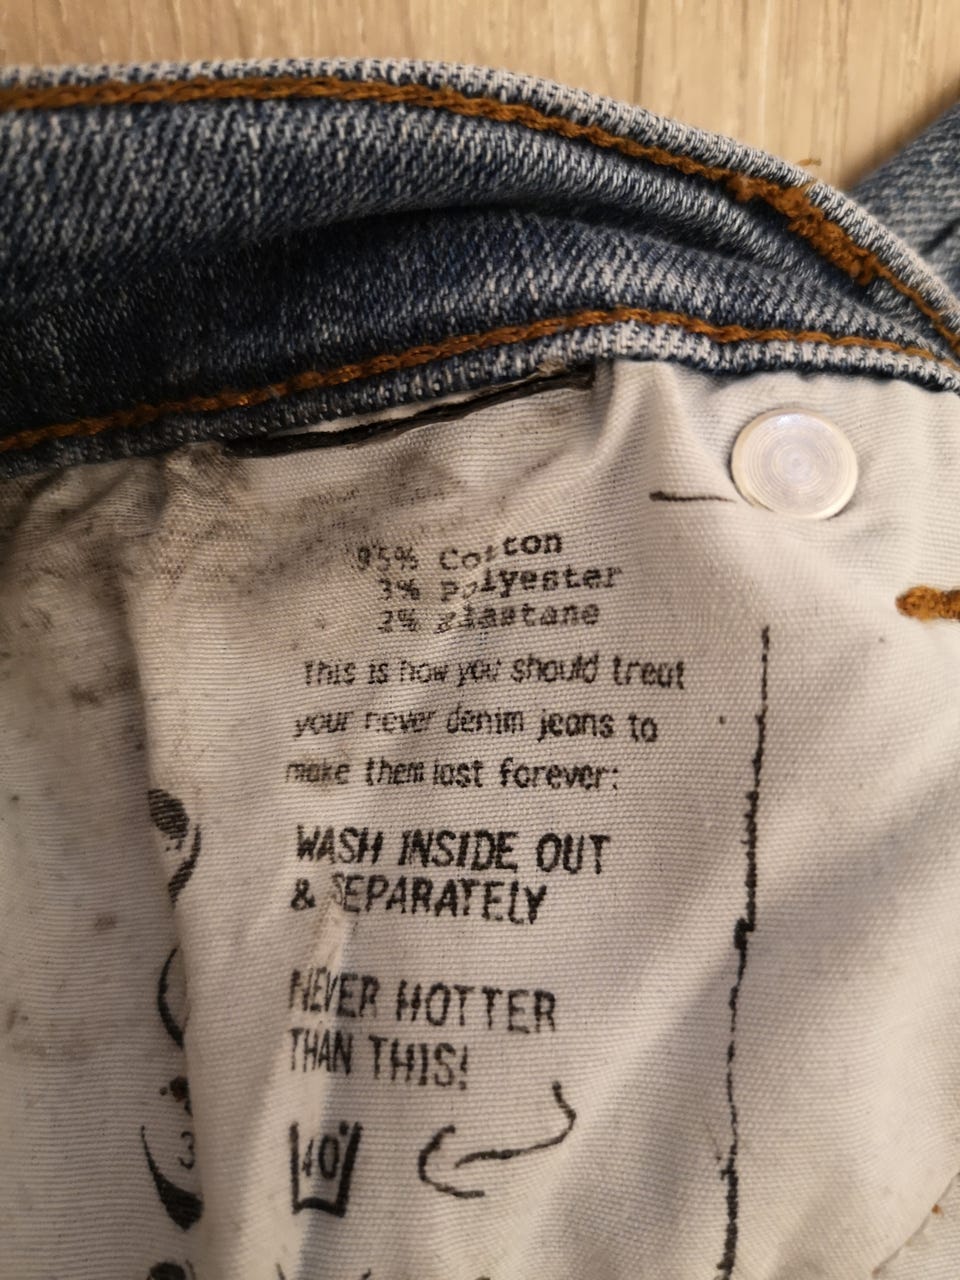 95% Cotton
3% Polyester
2% Elastane
This is how you should treat
your never denim jeans to
make them last forever:
WASH INSIDE OUT
& SEPARATELY
NEVER HOTTER
THAN THIS!
40°
3